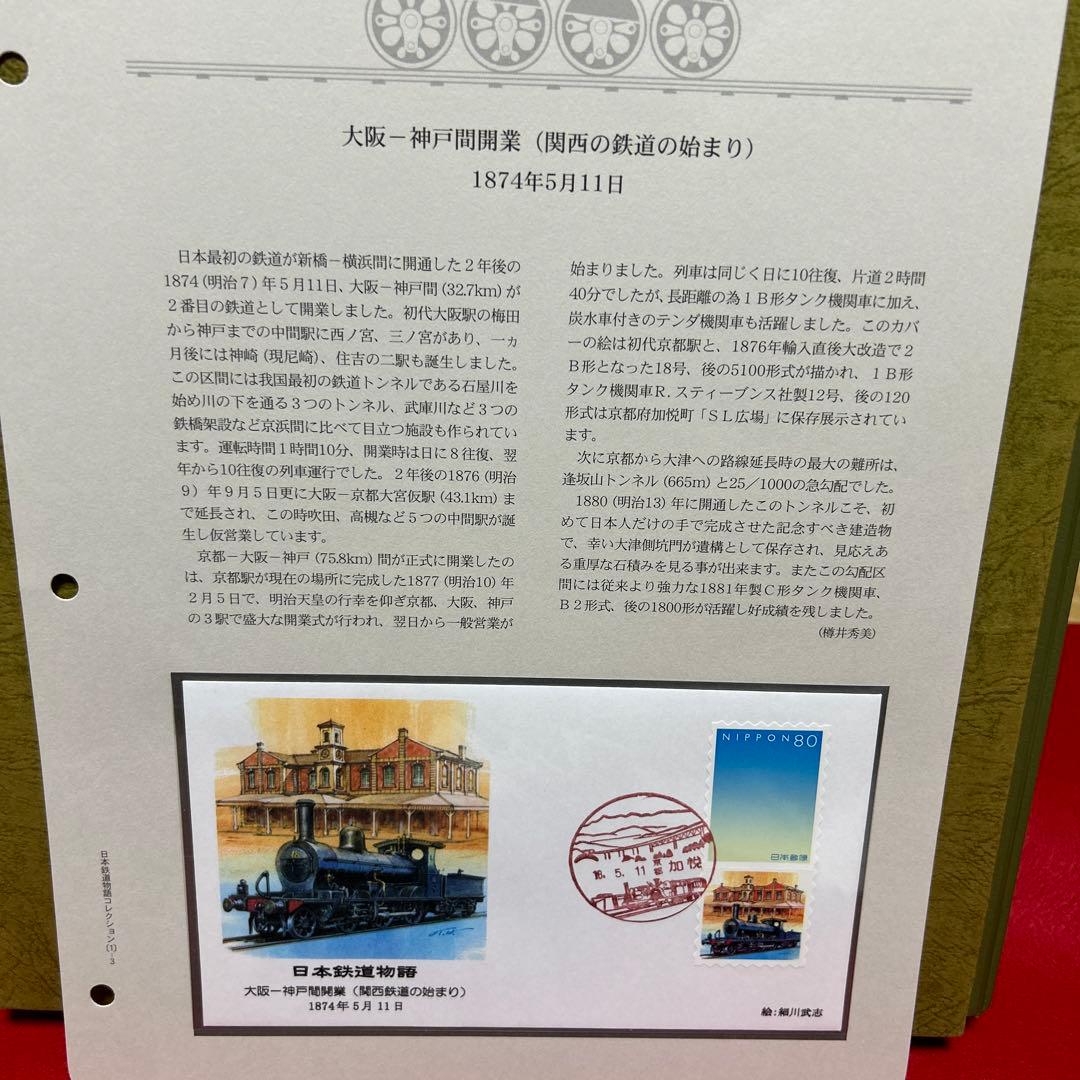 大阪－神戸間開業（関西の鉄道の始まり）
1874年5月11日
日本最初の鉄道が新橋－横浜間に開通した２年後の
1874（明治７）年５月11日、大阪－神戸間（32.7km）が
２番目の鉄道として開業しました。初代大阪駅の梅田
から神戸までの中間駅に西ノ宮、三ノ宮があり、一ヵ
月後には神崎（現尼崎）、住吉の二駅も誕生しました。
この区間には我国最初の鉄道トンネルである石屋川を
始め川の下を通る３つのトンネル、武庫川など３つの
鉄橋架設など京浜間に比べて目立つ施設も作られてい
ます。運転時間１時間10分、開業時は日に８往復、翌
年から10往復の列車運行でした。２年後の1876（明治
９）年９月５日更に大阪－京都大宮仮駅（43.1km）ま
で延長され、この時吹田、高槻など５つの中間駅が誕
生し仮営業しています。
京都－大阪－神戸（75.8km）間が正式に開業したの
は、京都駅が現在の場所に完成した1877（明治10）年
２月５日で、明治天皇の行幸を仰ぎ京都、大阪、神戸
の３駅で盛大な開業式が行われ、翌日から一般営業が
始まりました。列車は同じく日に10往復、片道２時間
40分でしたが、長距離の為１Ｂ形タンク機関車に加え、
炭水車付きのテンダ機関車も活躍しました。このカバ
ーの絵は初代京都駅と、1876年輸入直後大改造で２
Ｂ形となった18号、後の5100形式が描かれ、１Ｂ形
タンク機関車Ｒ.スティーブンス社製12号、後の120
形式は京都府加悦町「ＳＬ広場」に保存展示されてい
ます。
次に京都から大津への路線延長時の最大の難所は、
逢坂山トンネル（665m）と25／1000の急勾配でした。
1880（明治13）年に開通したこのトンネルこそ、初
めて日本人だけの手で完成させた記念すべき建造物
で、幸い大津側坑門が遺構として保存され、見応えあ
る重厚な石積みを見る事が出来ます。またこの勾配区
間には従来より強力な1881年製Ｃ形タンク機関車、
Ｂ２形式、後の1800形が活躍し好成績を残しました。
（樽井秀美）
NIPPON 80
日本郵便
京都
加悦
16.5.11
日本鉄道物語
大阪－神戸間開業（関西鉄道の始まり）
1874年５月11日
絵：細川武志
日本鉄道物語コレクション〔1〕-3